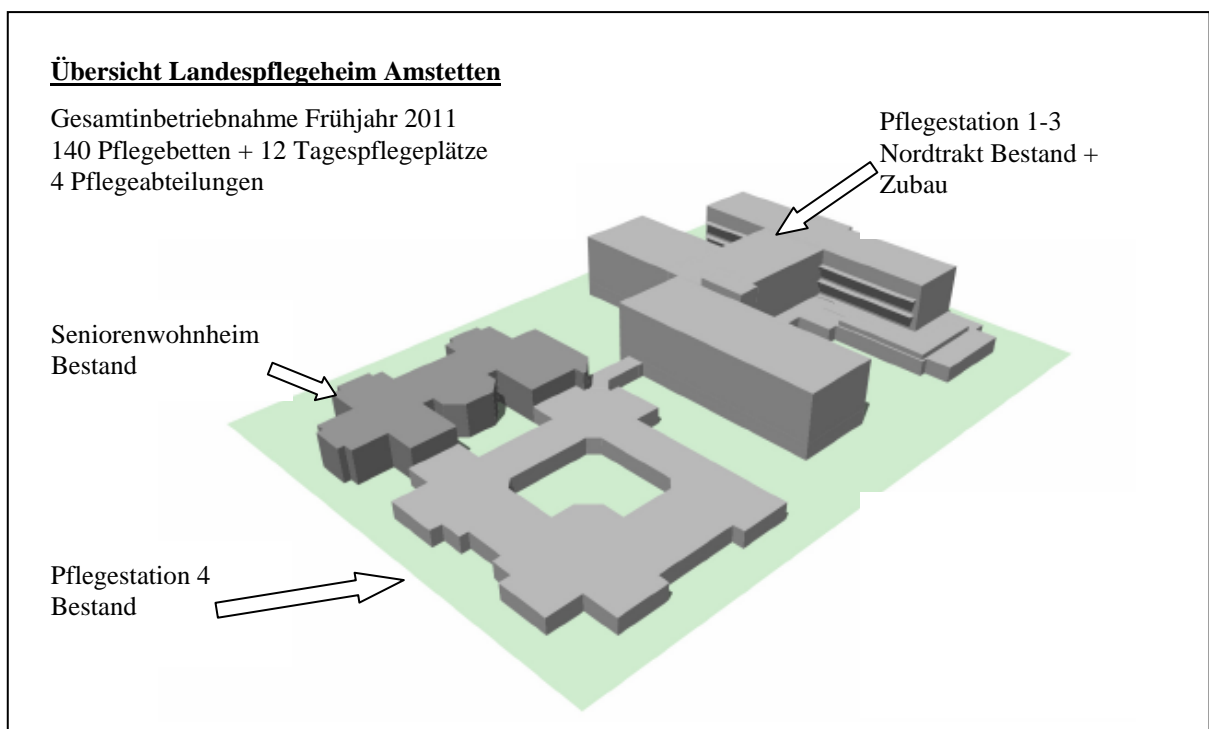 Übersicht Landespflegeheim Amstetten
Gesamtinbetriebnahme Frühjahr 2011
140 Pflegebetten + 12 Tagespflegeplätze
4 Pflegeabteilungen
Pflegestation 1-3
Nordtrakt Bestand +
Zubau
Seniorenwohnheim
Bestand
Pflegestation 4
Bestand